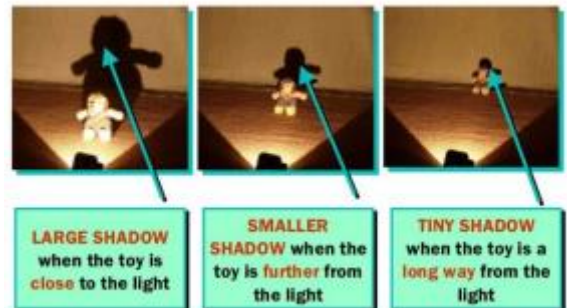 LARGE SHADOW
when the toy is
close to the light
SMALLER
SHADOW when the
toy is further from
the light
TINY SHADOW
when the toy is a
long way from the
light